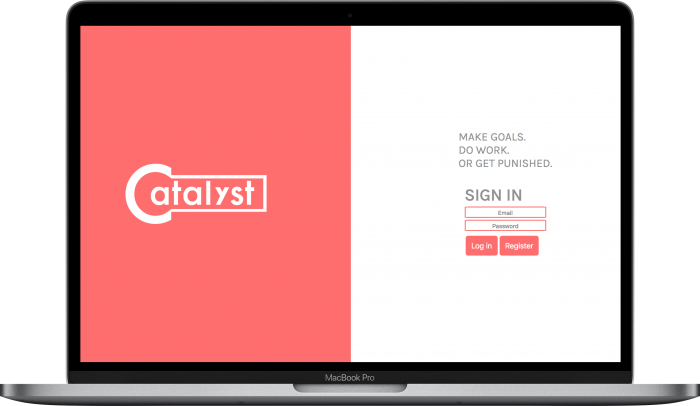 Catalyst
MAKE GOALS.
DO WORK.
OR GET PUNISHED.
SIGN IN
Email
Password
Log in Register
MacBook Pro